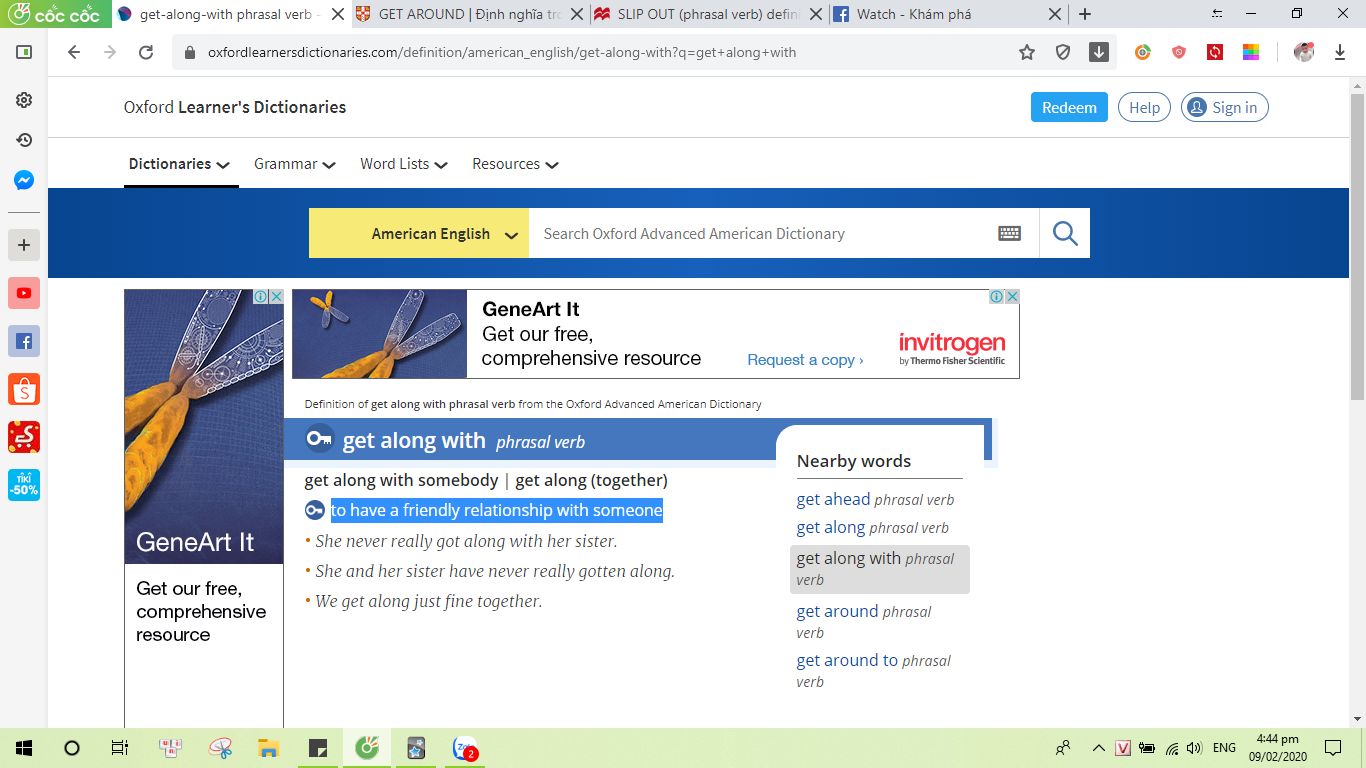 cốc cốc
get-along-with phrasal verb -
GET AROUND | Định nghĩa tro
SLIP OUT (phrasal verb) defin
Watch - Khám phá
oxfordlearnersdictionaries.com/definition/american_english/get-along-with?q=get+along+with
Oxford Learner's Dictionaries
Redeem
Help
Sign in
Dictionaries
Grammar
Word Lists
Resources
American English
Search Oxford Advanced American Dictionary
GeneArt It
Get our free,
comprehensive resource
Request a copy ›
invitrogen
by Thermo Fisher Scientific
GeneArt It
Get our free,
comprehensive
resource
Definition of get along with phrasal verb from the Oxford Advanced American Dictionary
get along with phrasal verb
get along with somebody | get along (together)
to have a friendly relationship with someone
• She never really got along with her sister.
• She and her sister have never really gotten along.
• We get along just fine together.
Nearby words
get ahead phrasal verb
get along phrasal verb
get along with phrasal
verb
get around phrasal
verb
get around to phrasal
verb
TIKI
-50%
2
ENG
4:44 pm
09/02/2020